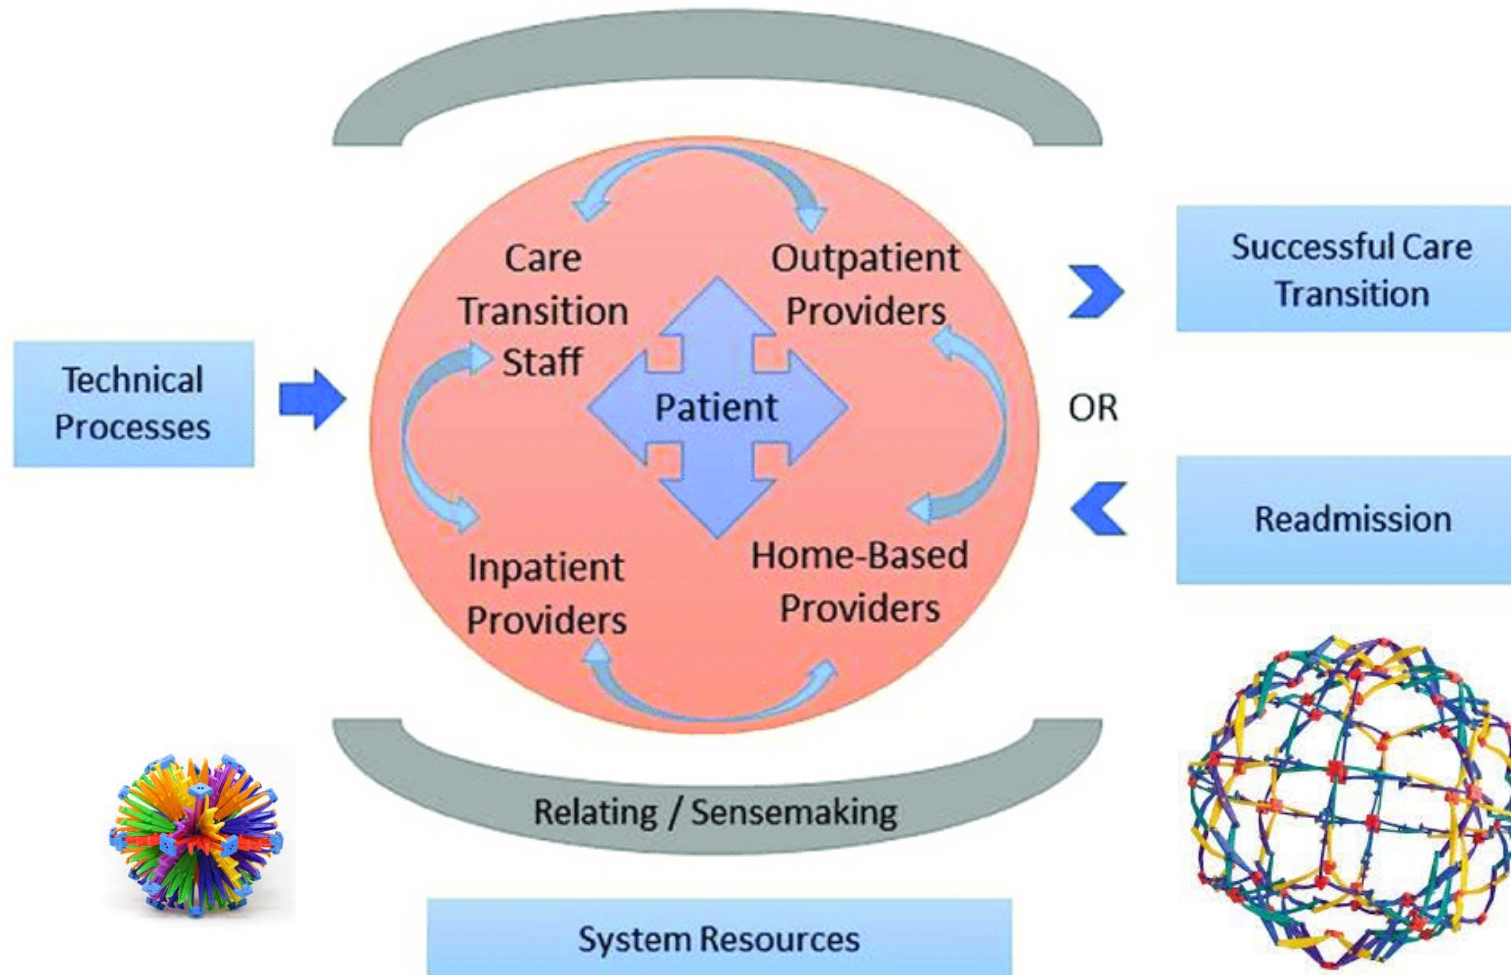 Care
Transition
Staff
Outpatient
Providers
Successful Care
Transition
Technical
Processes
Patient
OR
Readmission
Inpatient
Providers
Home-Based
Providers
Relating / Sensemaking
System Resources